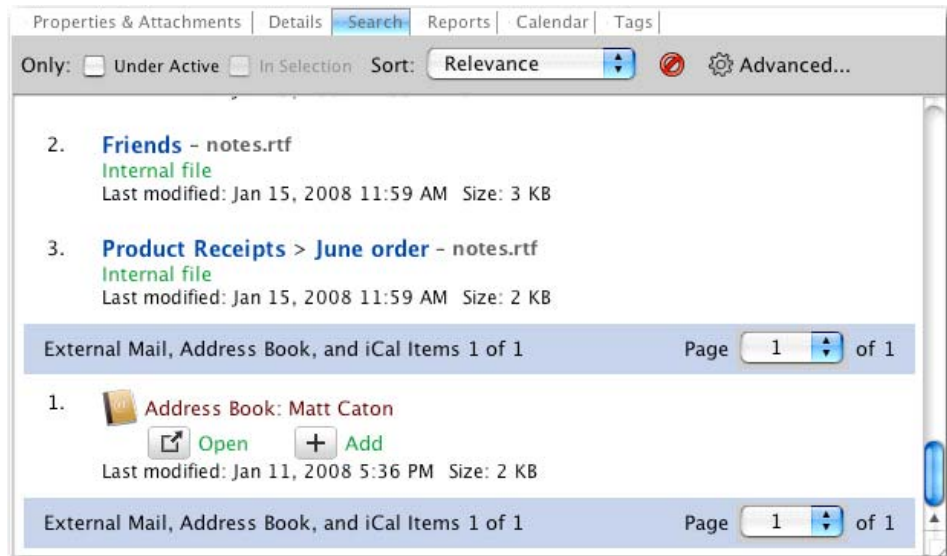 Properties & Attachments Details Search Reports Calendar Tags
Only: Under Active In Selection Sort: Relevance Advanced...
2. Friends – notes.rtf
Internal file
Last modified: Jan 15, 2008 11:59 AM Size: 3 KB
3. Product Receipts > June order – notes.rtf
Internal file
Last modified: Jan 15, 2008 11:59 AM Size: 2 KB
External Mail, Address Book, and iCal Items 1 of 1 Page 1 of 1
1. Address Book: Matt Caton
Open Add
Last modified: Jan 11, 2008 5:36 PM Size: 2 KB
External Mail, Address Book, and iCal Items 1 of 1 Page 1 of 1